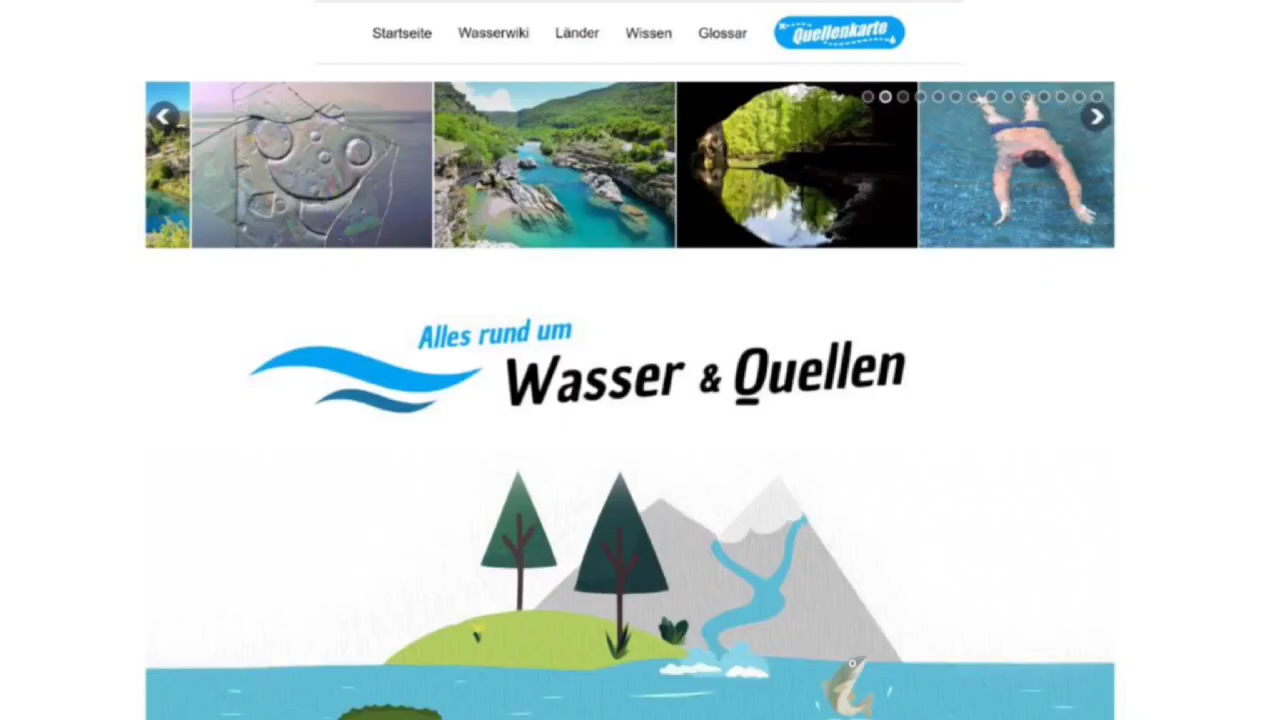 Startseite Wasserwiki Länder Wissen Glossar Quellenkarte
Alles rund um
Wasser & Quellen